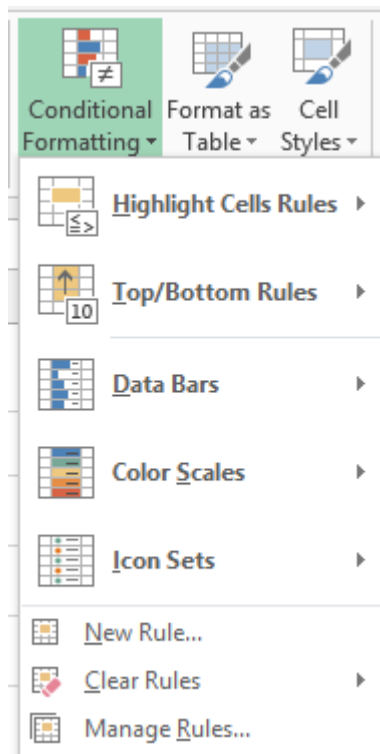 Conditional Format as Cell
Formatting Table Styles
≠
Highlight Cells Rules
≤ = >
Top/Bottom Rules
10
Data Bars
Color Scales
Icon Sets
New Rule...
Clear Rules
Manage Rules...